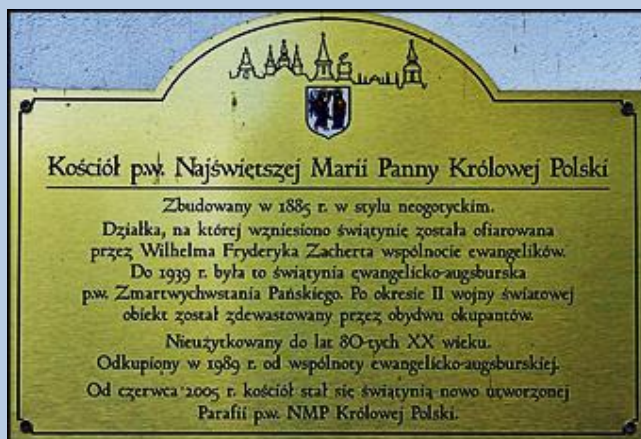 Kościół p.w. Najświętszej Marii Panny Królowej Polski
Zbudowany w 1885 r. w stylu neogotyckim.
Działka, na której wzniesiono świątynię została ofiarowana
przez Wilhelma Fryderyka Zacherta wspólnocie ewangelików.
Do 1939 r. była to świątynia ewangelicko-augsburska
p.w. Zmartwychwstania Pańskiego. Po okresie II wojny światowej
obiekt został zdewastowany przez obydwu okupantów.
Nieużytkowany do lat 80-tych XX wieku.
Odkupiony w 1989 r. od wspólnoty ewangelicko-augsburskiej.
Od czerwca 2005 r. kościół stał się świątynią nowo utworzonej
Parafii p.w. NMP Królowej Polski.